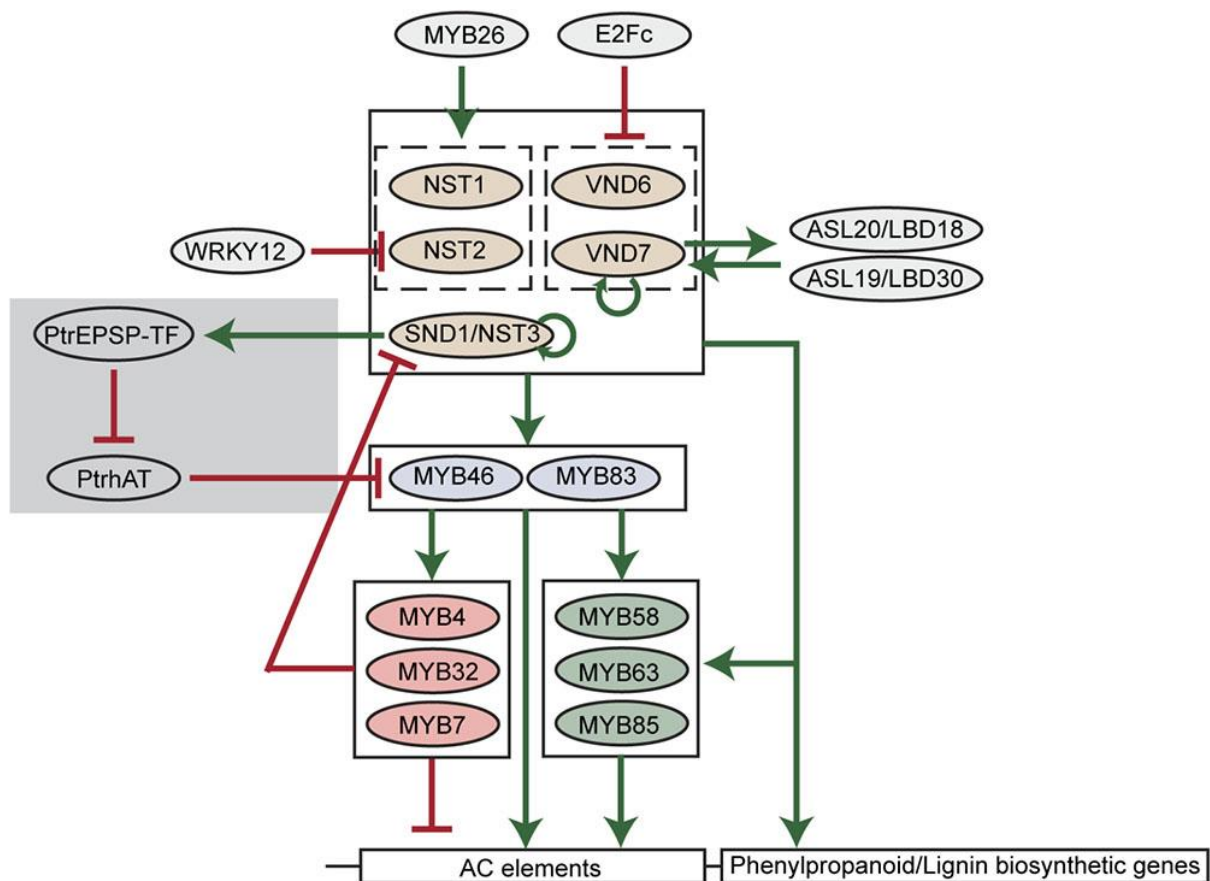 MYB26
E2Fc
NST1
VND6
WRKY12
NST2
VND7
ASL20/LBD18
ASL19/LBD30
PtrEPSP-TF
SND1/NST3
PtrhAT
MYB46
MYB83
MYB4
MYB58
MYB32
MYB63
MYB7
MYB85
AC elements
Phenylpropanoid/Lignin biosynthetic genes